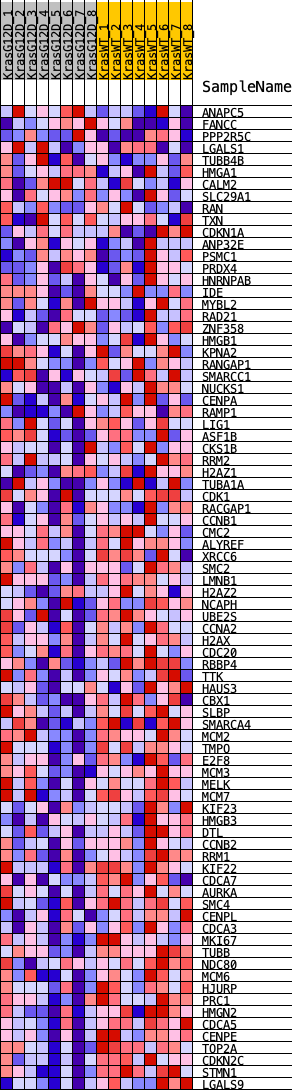 KrasG12D_1
KrasG12D_2
KrasG12D_3
KrasG12D_4
KrasG12D_5
KrasG12D_6
KrasG12D_7
KrasG12D_8
KrasWT_1
KrasWT_2
KrasWT_3
KrasWT_4
KrasWT_5
KrasWT_6
KrasWT_7
KrasWT_8
SampleName
ANAPC5
FANCC
PPP2R5C
LGALS1
TUBB4B
HMGA1
CALM2
SLC29A1
RAN
TXN
CDKN1A
ANP32E
PSMC1
PRDX4
HNRNPAB
IDE
MYBL2
RAD21
ZNF358
HMGB1
KPNA2
RANGAP1
SMARCC1
NUCKS1
CENPA
RAMP1
LIG1
ASF1B
CKS1B
RRM2
H2AZ1
TUBA1A
CDK1
RACGAP1
CCNB1
CMC2
ALYREF
XRCC6
SMC2
LMNB1
H2AZ2
NCAPH
UBE2S
CCNA2
H2AX
CDC20
RBBP4
TTK
HAUS3
CBX1
SLBP
SMARCA4
MCM2
TMPO
E2F8
MCM3
MELK
MCM7
KIF23
HMGB3
DTL
CCNB2
RRM1
KIF22
CDCA7
AURKA
SMC4
CENPL
CDCA3
MKI67
TUBB
NDC80
MCM6
HJURP
PRC1
HMGN2
CDCA5
CENPE
TOP2A
CDKN2C
STMN1
LGALS9